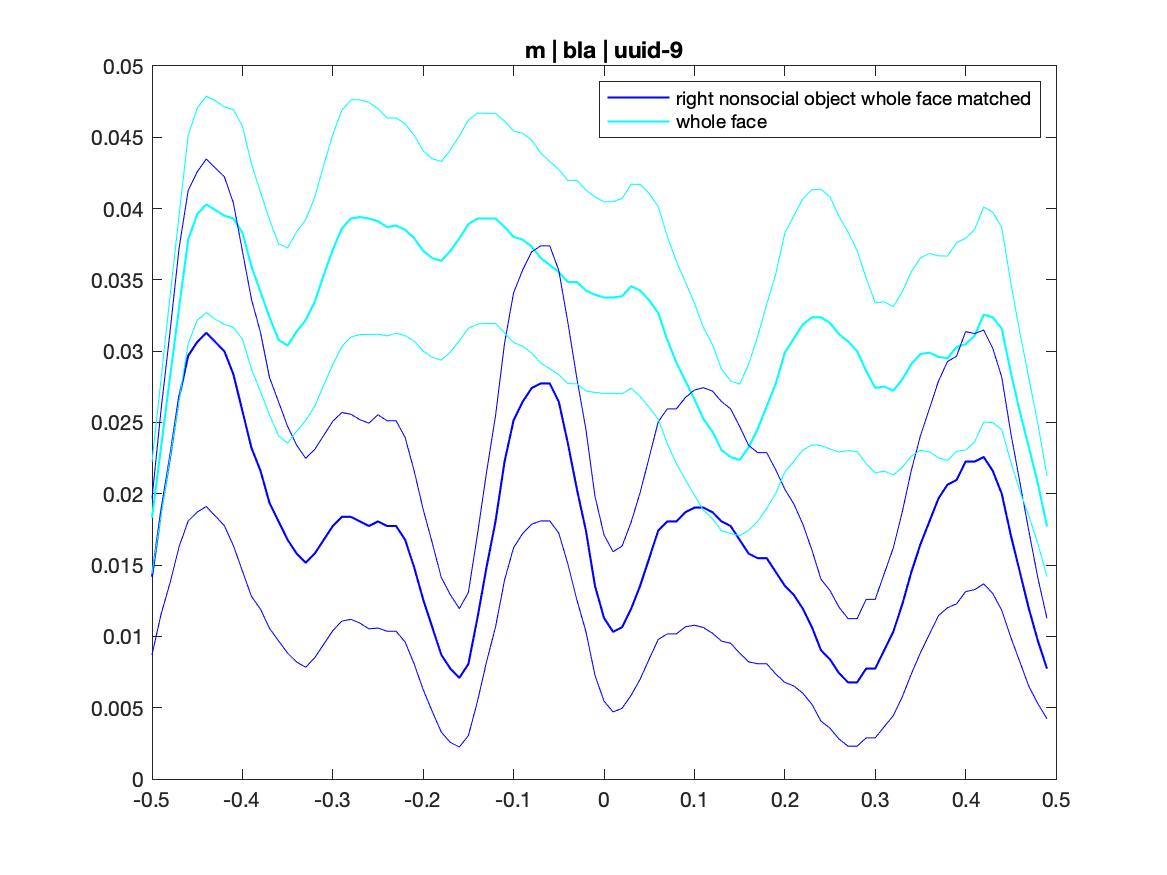 m | bla | uuid-9
right nonsocial object whole face matched
whole face
0.05
0.045
0.04
0.035
0.03
0.025
0.02
0.015
0.01
0.005
0
-0.5 -0.4 -0.3 -0.2 -0.1 0 0.1 0.2 0.3 0.4 0.5